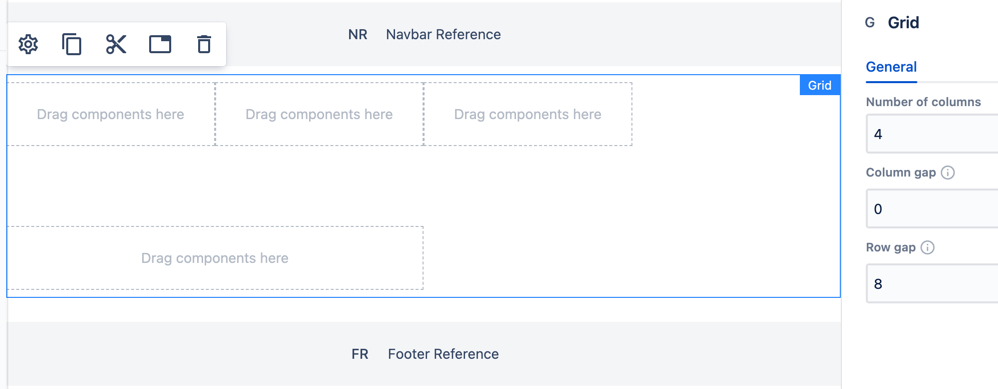 NR Navbar Reference
Grid
Drag components here Drag components here Drag components here
Drag components here
FR Footer Reference
G Grid
General
Number of columns
4
Column gap
0
Row gap
8